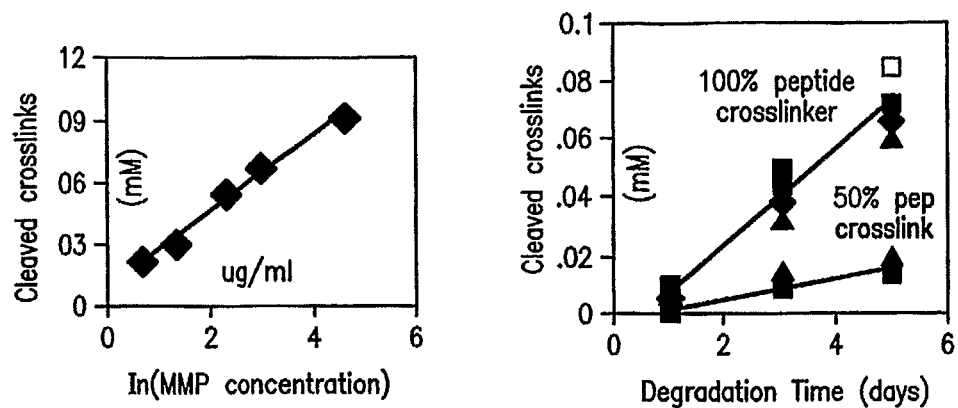 12
09
06
03
0
Cleaved crosslinks
(mM)
ug/ml
0
2
4
6
In(MMP concentration)
0.1
.08
.06
.04
.02
0
Cleaved crosslinks
(mM)
100% peptide
crosslinker
50% pep
crosslink
0
2
4
6
Degradation Time (days)